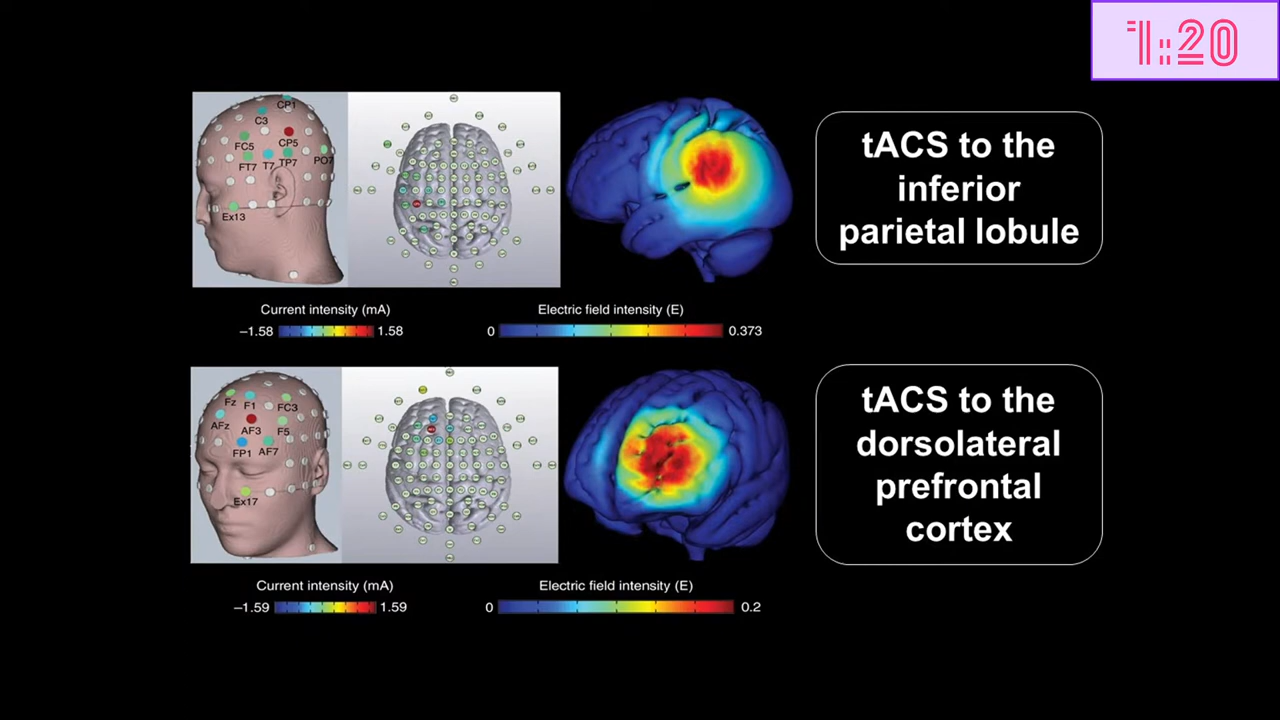 1:20
CP1
C3
FC5
CP5
FT7
T7
TP7
PO7
Ex13
tACS to the
inferior
parietal lobule
Current intensity (mA)
−1.58
1.58
Electric field intensity (E)
0
0.373
Fz
F1
FC3
AFz
AF3
F5
FP1
AF7
Ex17
tACS to the
dorsolateral
prefrontal
cortex
Current intensity (mA)
−1.59
1.59
Electric field intensity (E)
0
0.2